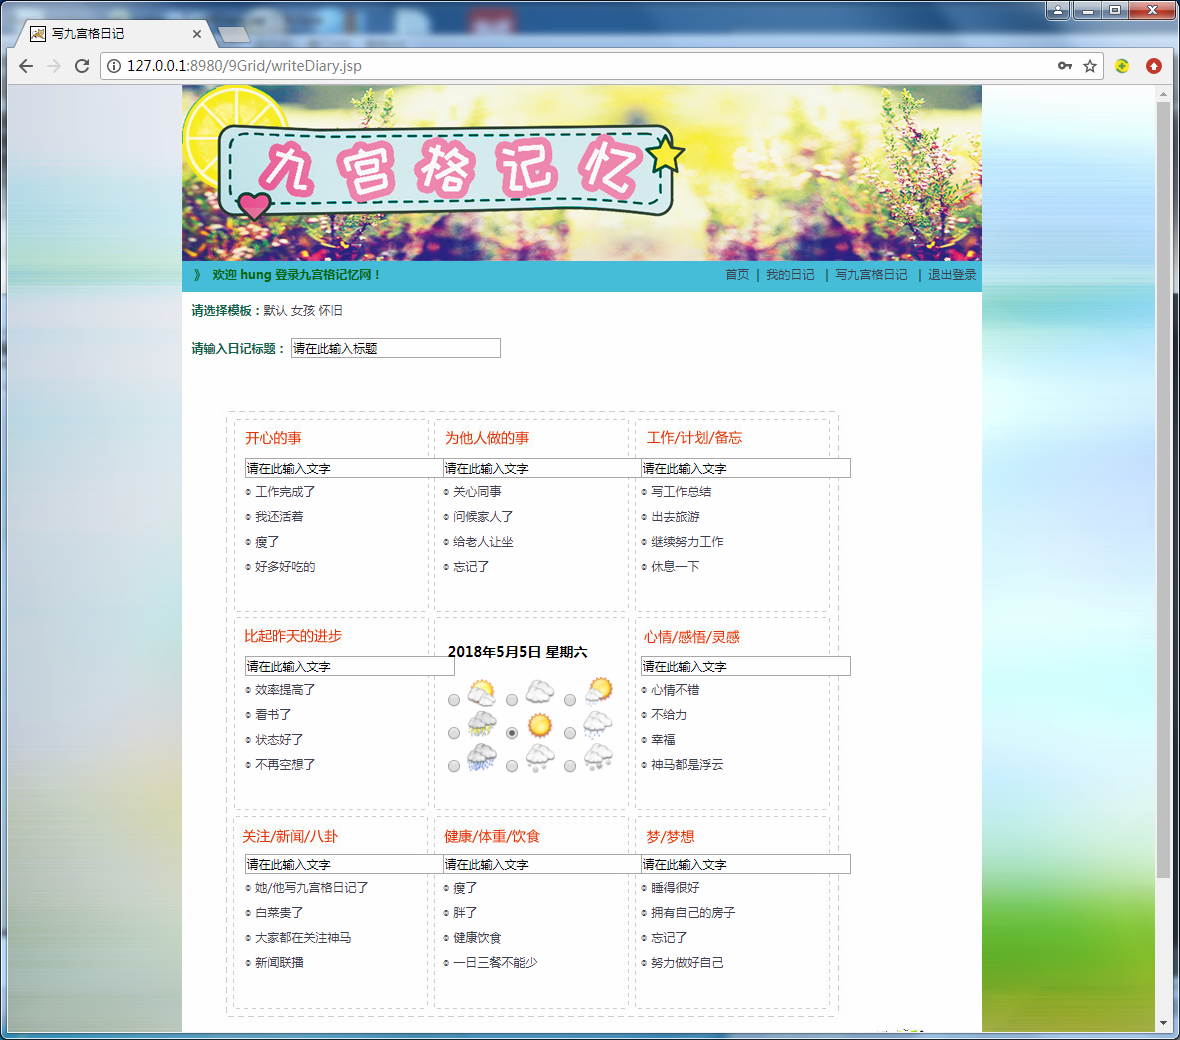 写九宫格日记
127.0.0.1:8980/9Grid/writeDiary.jsp
九宫格记忆
》 欢迎 hung 登录九宫格记忆网！ 首页 | 我的日记 | 写九宫格日记 | 退出登录
请选择模板：默认 女孩 怀旧
请输入日记标题： 请在此输入标题
开心的事 为他人做的事 工作/计划/备忘
请在此输入文字 请在此输入文字 请在此输入文字
工作完成了 关心同事 写工作总结
我还活着 问候家人了 出去旅游
瘦了 给老人让坐 继续努力工作
好多好吃的 忘记了 休息一下
比起昨天的进步 2018年5月5日 星期六 心情/感悟/灵感
请在此输入文字 请在此输入文字
效率提高了 心情不错
看书了 不给力
状态好了 幸福
不再空想了 神马都是浮云
关注/新闻/八卦 健康/体重/饮食 梦/梦想
请在此输入文字 请在此输入文字 请在此输入文字
她/他写九宫格日记了 瘦了 睡得很好
白菜贵了 胖了 拥有自己的房子
大家都在关注神马 健康饮食 忘记了
新闻联播 一日三餐不能少 努力做好自己